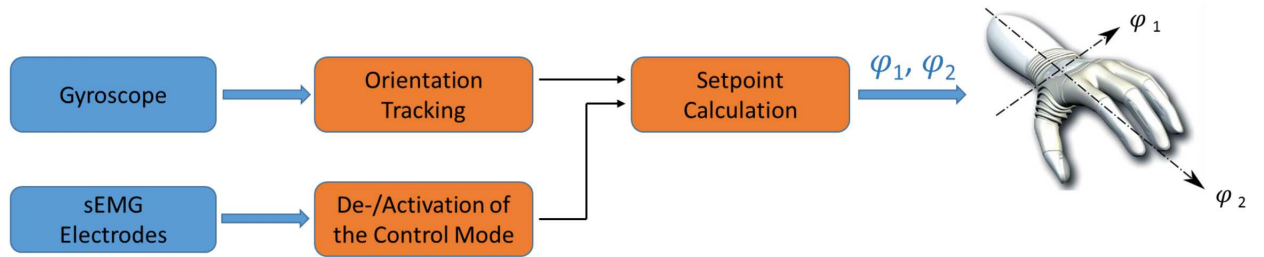 Gyroscope
Orientation
Tracking
Setpoint
Calculation
φ₁, φ₂
φ ₁
sEMG
Electrodes
De-/Activation of
the Control Mode
φ ₂